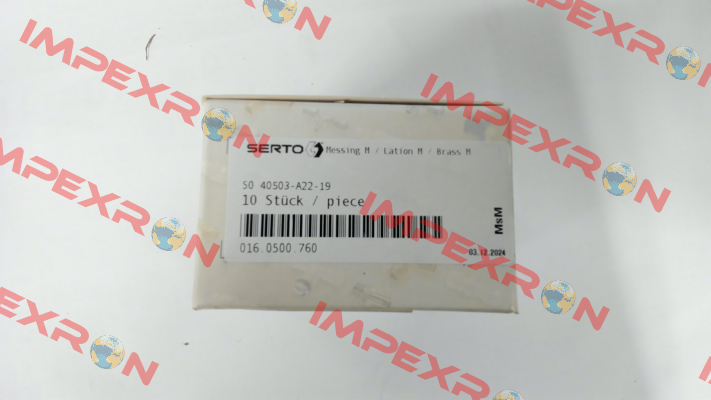 SERTO Messing M / Lation M / Brass M
SO 40503-A22-19
10 Stück / piece
016.0500.760
MsM
03.12.2024
IMPEXRON
IMPEXRON
IMPEXRON
IMPEXRON
IMPEXRON
IMPEXRON